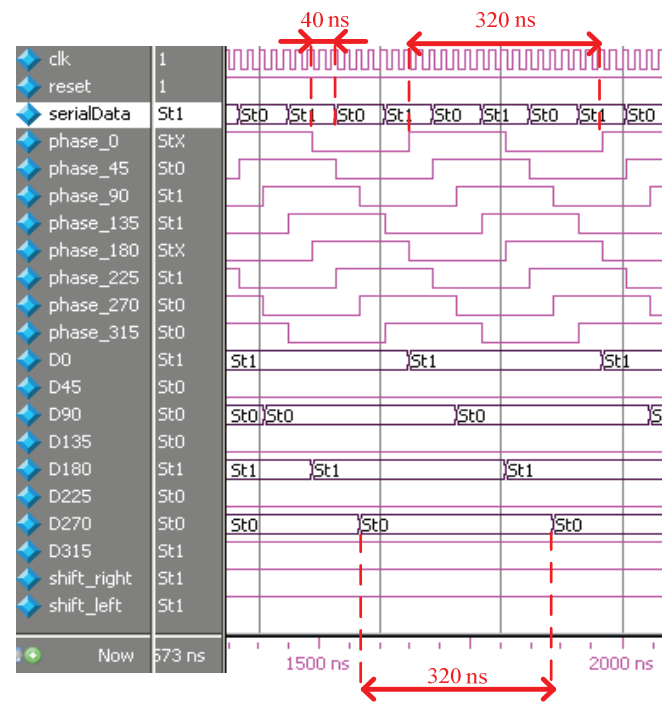 40 ns 320 ns
clk 1
reset 1
serialData St1 St0 St1 St0 St1 St0 St1 St0 St1 St0
phase_0 StX
phase_45 St0
phase_90 St1
phase_135 St1
phase_180 StX
phase_225 St1
phase_270 St0
phase_315 St0
D0 St1 St1 St1 St1
D45 St0
D90 St0 St0 St0 St0 S
D135 St0
D180 St1 St1 St1 St1
D225 St0
D270 St0 St0 St0 St0
D315 St1
shift_right St1
shift_left St1
Now 573 ns 1500 ns 2000 ns
320 ns